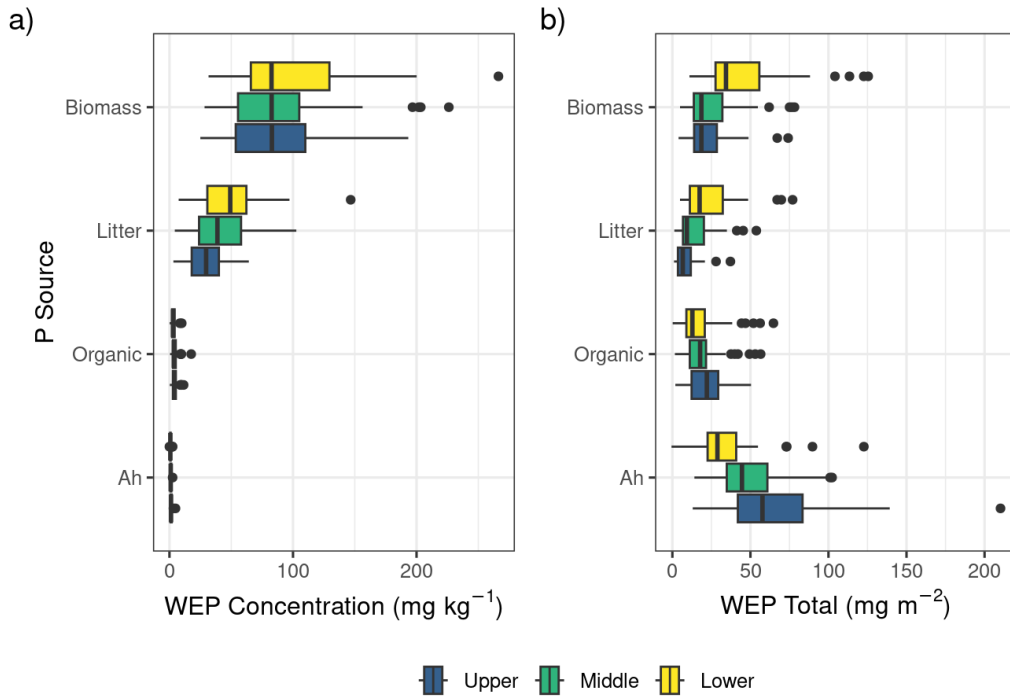 a)
P Source
Biomass
Litter
Organic
Ah
0 100 200
WEP Concentration (mg kg⁻¹)
b)
Biomass
Litter
Organic
Ah
0 50 100 150 200
WEP Total (mg m⁻²)
Upper Middle Lower